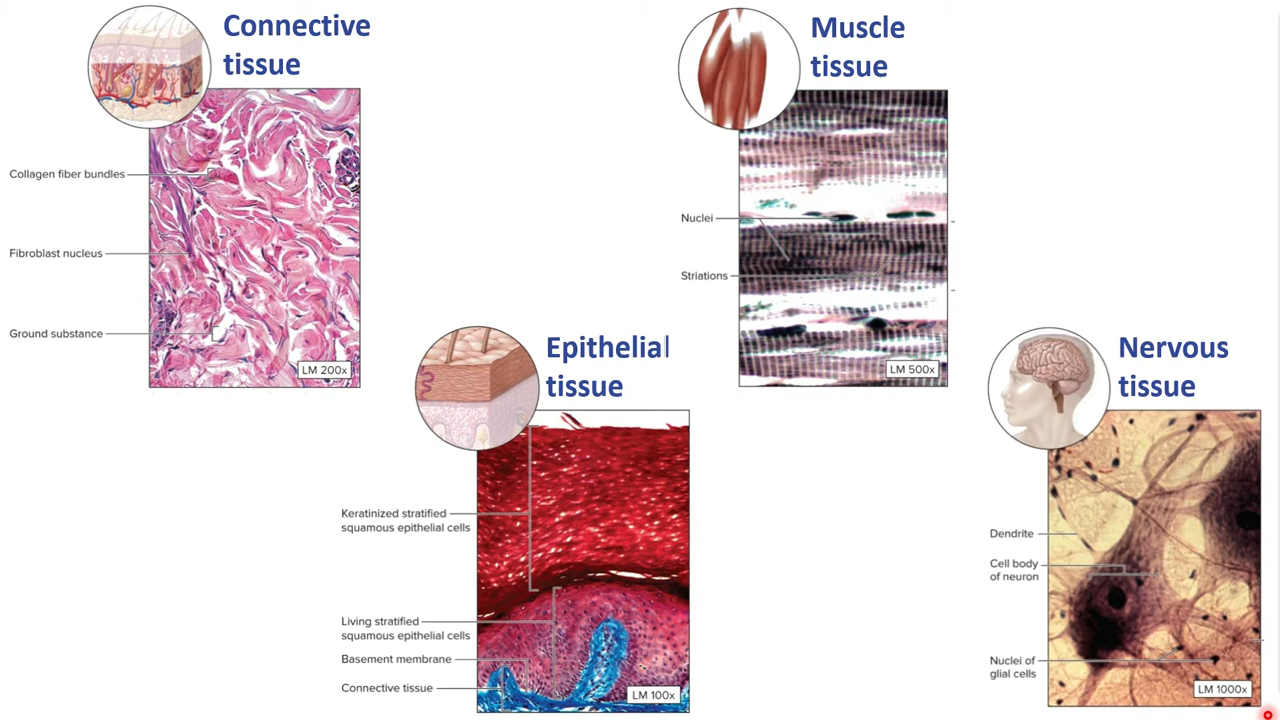 Connective
tissue
Collagen fiber bundles
Fibroblast nucleus
Ground substance
LM 200x
Epithelial
tissue
Keratinized stratified
squamous epithelial cells
Living stratified
squamous epithelial cells
Basement membrane
Connective tissue
LM 100x
Muscle
tissue
Nuclei
Striations
LM 500x
Nervous
tissue
Dendrite
Cell body
of neuron
Nuclei of
glial cells
LM 1000x